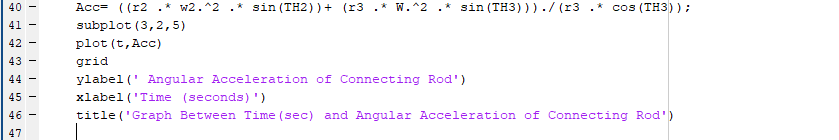 40 - Acc= ((r2 .* w2.^2 .* sin(TH2))+ (r3 .* W.^2 .* sin(TH3)))./(r3 .* cos(TH3));
41 - subplot(3,2,5)
42 - plot(t,Acc)
43 - grid
44 - ylabel(' Angular Acceleration of Connecting Rod')
45 - xlabel('Time (seconds)')
46 - title('Graph Between Time(sec) and Angular Acceleration of Connecting Rod')
47